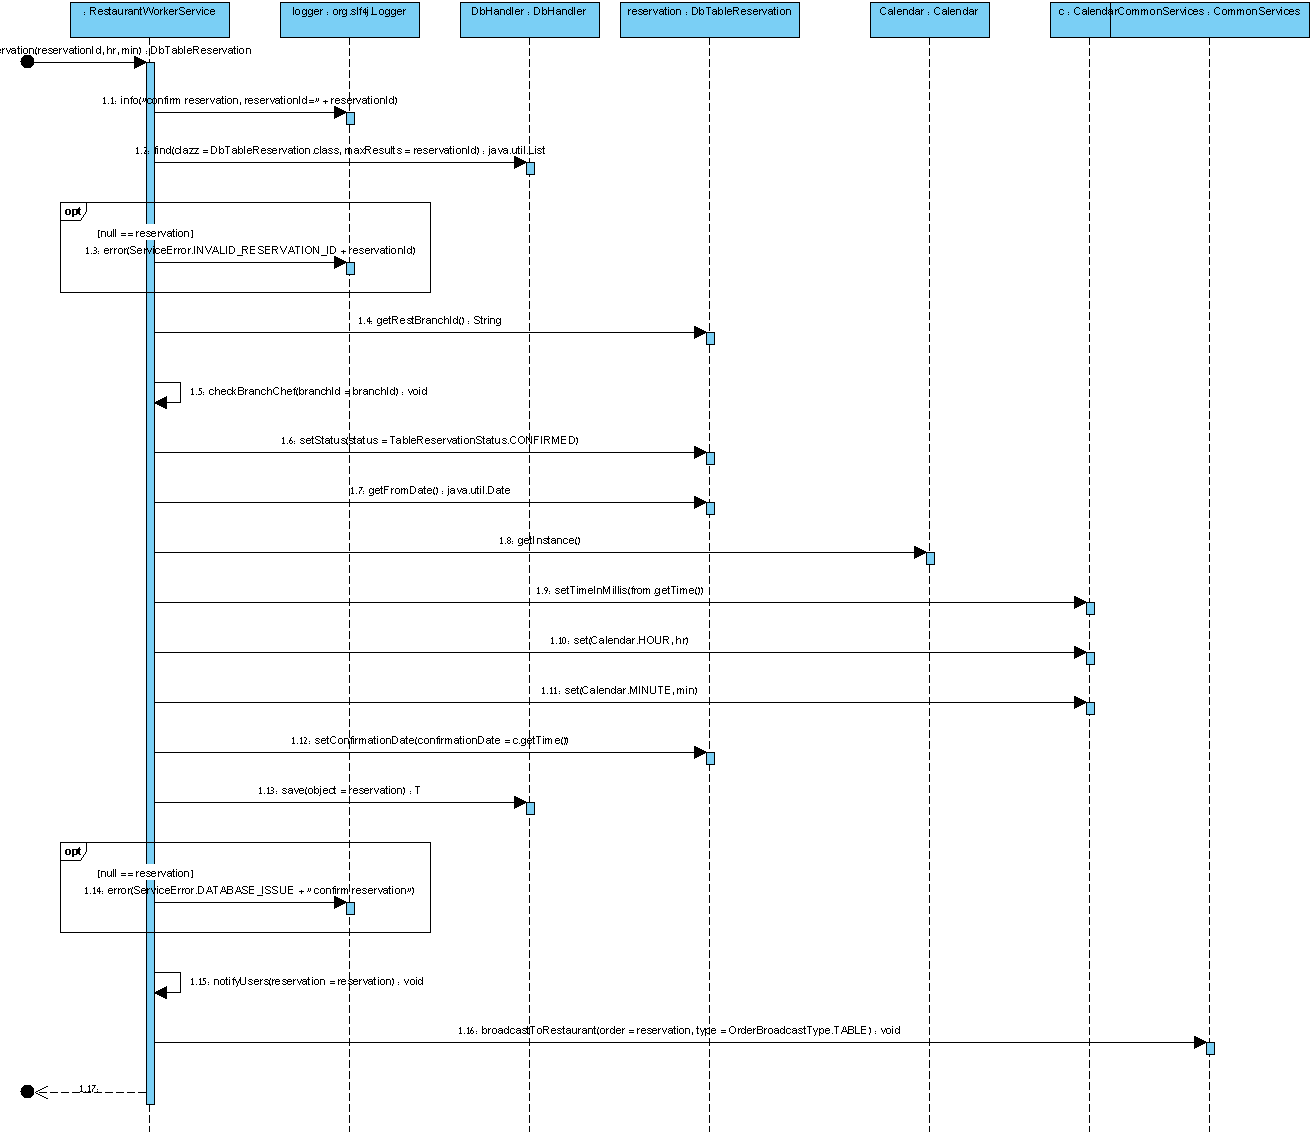 : RestaurantWorkerService
logger : org.slf4j.Logger
DbHandler : DbHandler
reservation : DbTableReservation
Calendar : Calendar
c : Calendar
CommonServices : CommonServices
ervation(reservationId, hr, min) : DbTableReservation
1.1: info("confirm reservation, reservationId=" + reservationId)
1.2: find(clazz = DbTableReservation.class, maxResults = reservationId) : java.util.List
opt
[null == reservation]
1.3: error(ServiceError.INVALID_RESERVATION_ID + reservationId)
1.4: getRestBranchId() : String
1.5: checkBranchChef(branchId = branchId) : void
1.6: setStatus(status = TableReservationStatus.CONFIRMED)
1.7: getFromDate() : java.util.Date
1.8: getInstance()
1.9: setTimeInMillis(from.getTime())
1.10: set(Calendar.HOUR, hr)
1.11: set(Calendar.MINUTE, min)
1.12: setConfirmationDate(confirmationDate = c.getTime())
1.13: save(object = reservation) : T
opt
[null == reservation]
1.14: error(ServiceError.DATABASE_ISSUE + "confirm reservation")
1.15: notifyUsers(reservation = reservation) : void
1.16: broadcastToRestaurant(order = reservation, type = OrderBroadcastType.TABLE) : void
1.17: